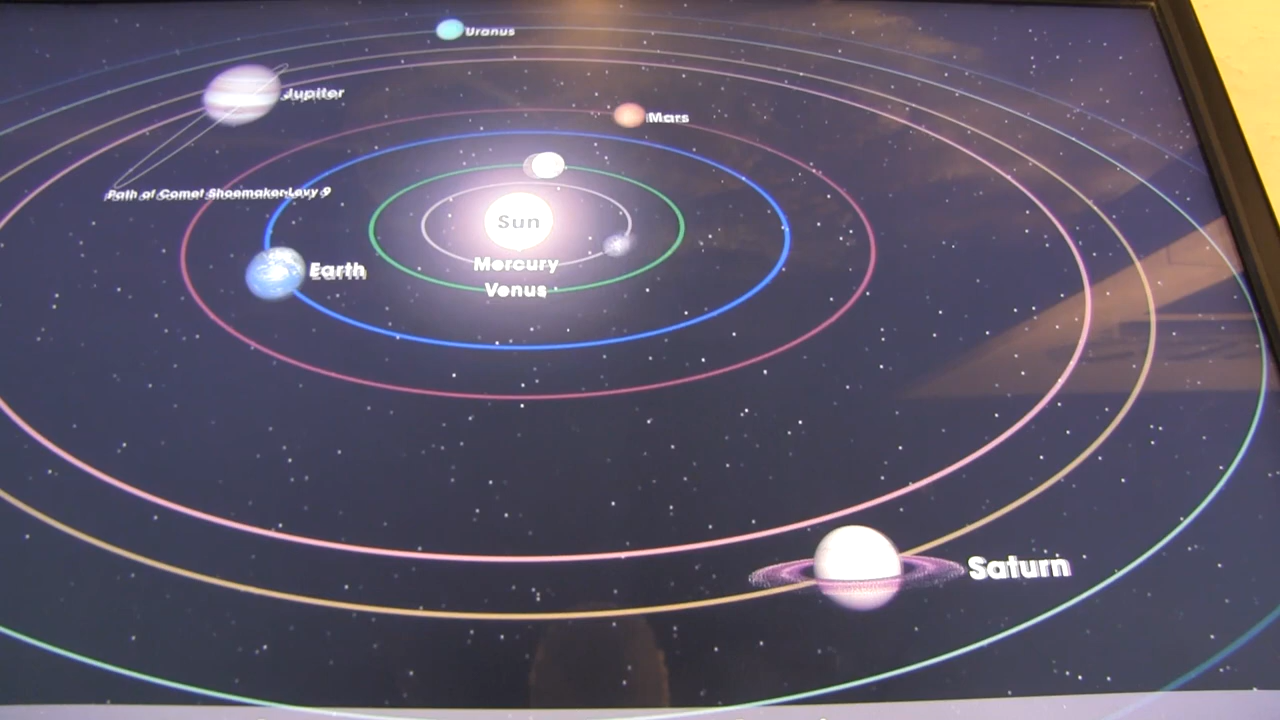 Uranus
Jupiter
Mars
Path of Comet Shoemaker-Levy 9
Sun
Mercury
Venus
Earth
Saturn